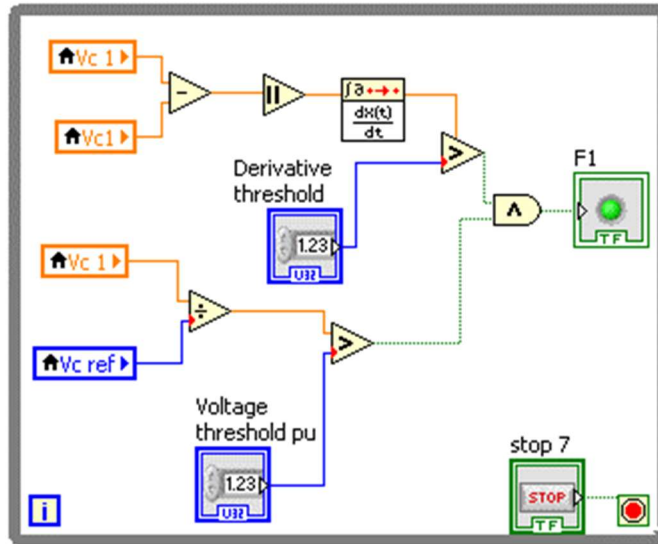 Vc 1
Vc1
dX(t)
dt
Derivative
threshold
1.23
U32
F1
TF
Vc 1
Vc ref
Voltage
threshold pu
1.23
U32
stop 7
STOP
TF
i